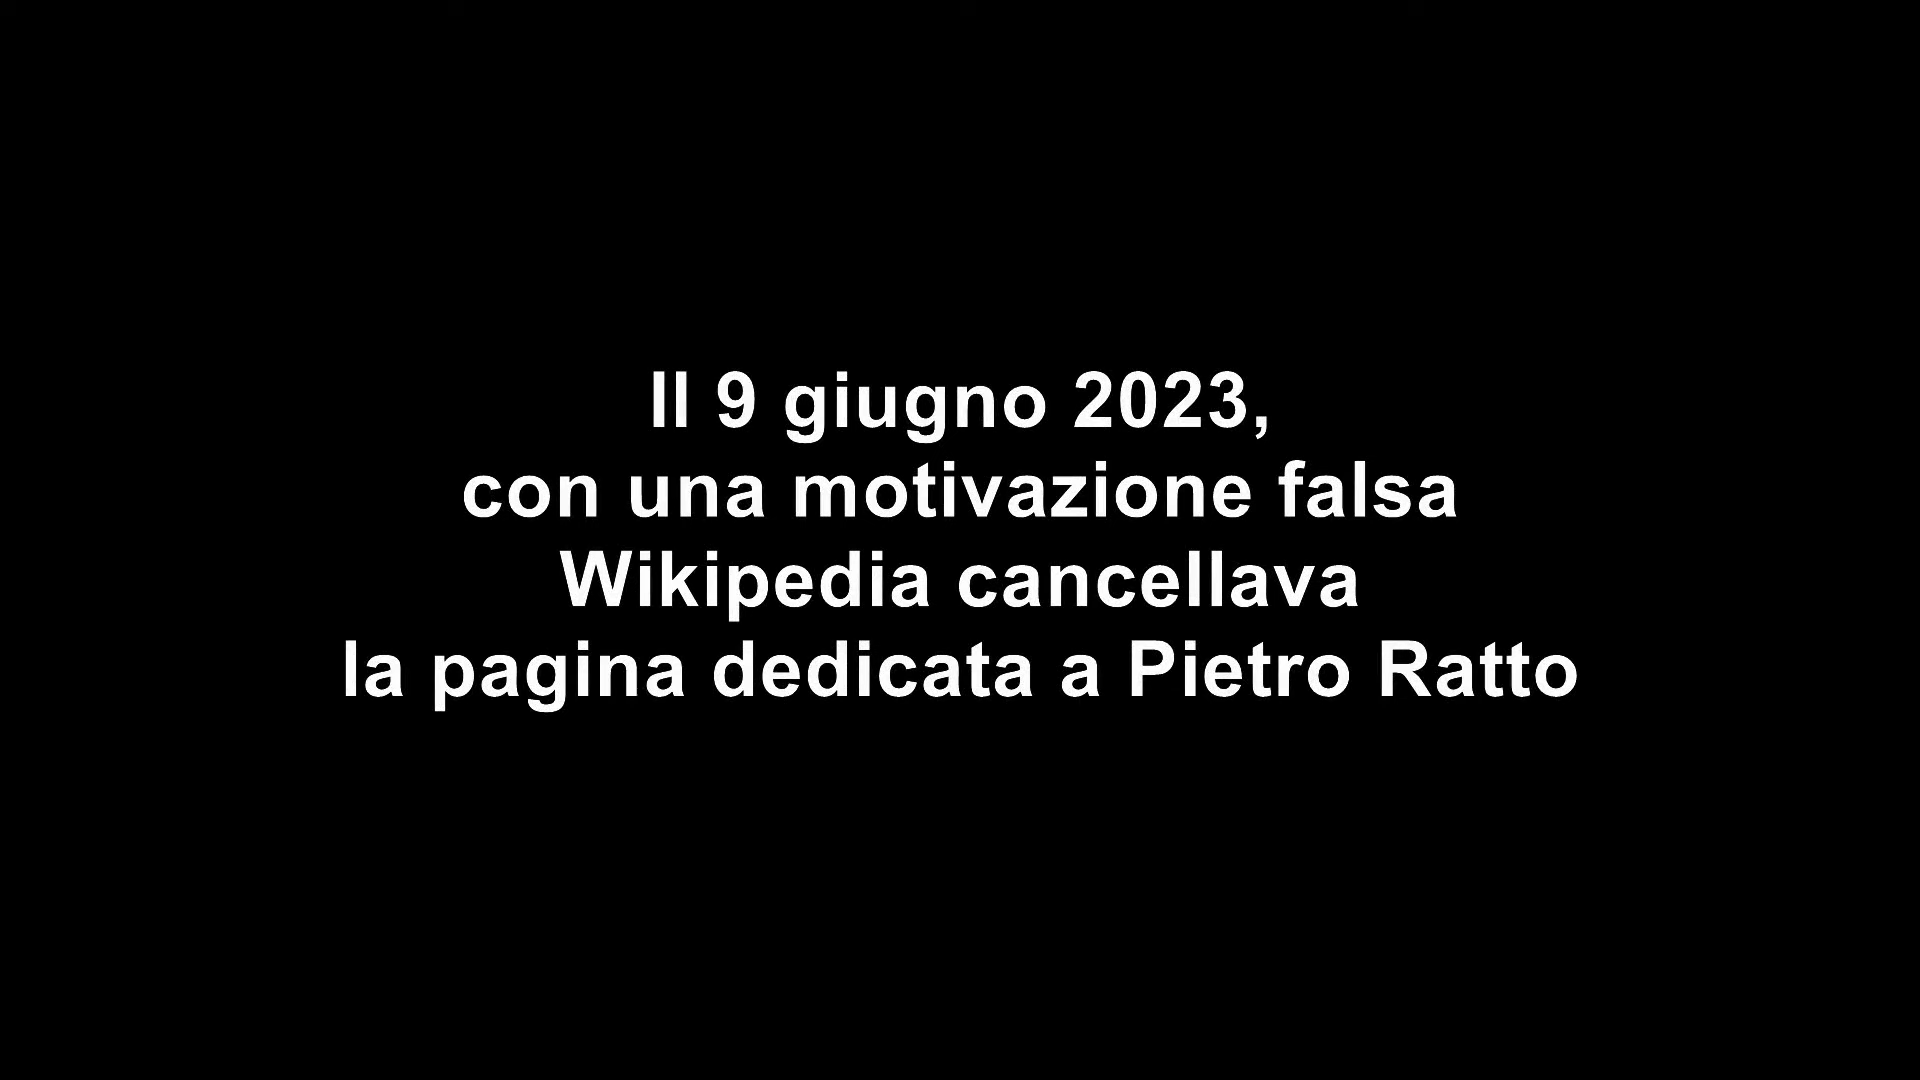 Il 9 giugno 2023,
con una motivazione falsa
Wikipedia cancellava
la pagina dedicata a Pietro Ratto